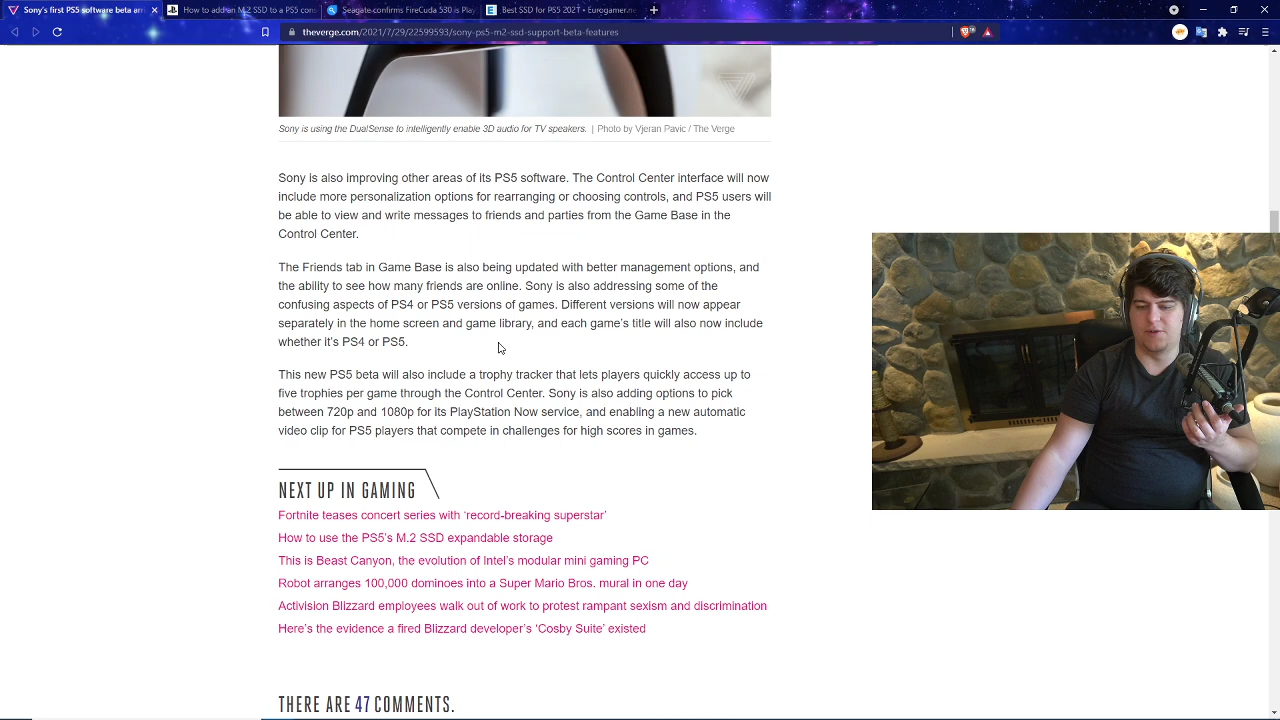 Sony's first PS5 software beta arr
How to add an M.2 SSD to a PS5 cons
Seagate confirms FireCuda 530 is Play
Best SSD for PS5 2021 • Eurogamer.ne
theverge.com/2021/7/29/22599593/sony-ps5-m2-ssd-support-beta-features
Sony is using the DualSense to intelligently enable 3D audio for TV speakers. | Photo by Vjeran Pavic / The Verge
Sony is also improving other areas of its PS5 software. The Control Center interface will now
include more personalization options for rearranging or choosing controls, and PS5 users will
be able to view and write messages to friends and parties from the Game Base in the
Control Center.
The Friends tab in Game Base is also being updated with better management options, and
the ability to see how many friends are online. Sony is also addressing some of the
confusing aspects of PS4 or PS5 versions of games. Different versions will now appear
separately in the home screen and game library, and each game's title will also now include
whether it's PS4 or PS5.
This new PS5 beta will also include a trophy tracker that lets players quickly access up to
five trophies per game through the Control Center. Sony is also adding options to pick
between 720p and 1080p for its PlayStation Now service, and enabling a new automatic
video clip for PS5 players that compete in challenges for high scores in games.
NEXT UP IN GAMING
Fortnite teases concert series with ‘record-breaking superstar’
How to use the PS5's M.2 SSD expandable storage
This is Beast Canyon, the evolution of Intel's modular mini gaming PC
Robot arranges 100,000 dominoes into a Super Mario Bros. mural in one day
Activision Blizzard employees walk out of work to protest rampant sexism and discrimination
Here's the evidence a fired Blizzard developer's ‘Cosby Suite’ existed
THERE ARE 47 COMMENTS.